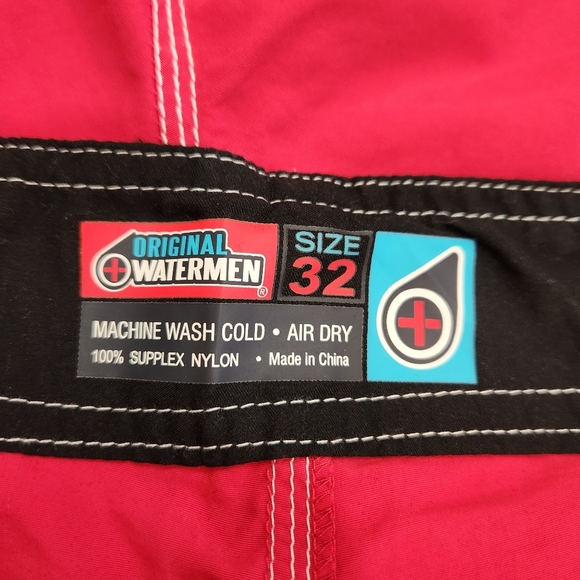 ORIGINAL
WATERMEN®
SIZE
32
MACHINE WASH COLD • AIR DRY
100% SUPPLEX NYLON • Made in China